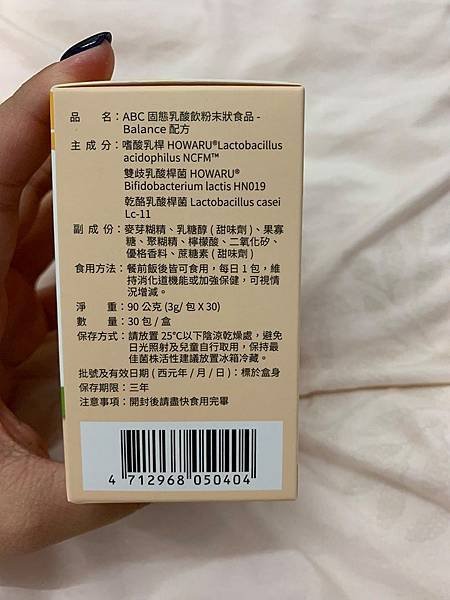 品　　名：ABC 固態乳酸飲粉末狀食品 -
Balance 配方
主 成 分：嗜酸乳桿 HOWARU®Lactobacillus
acidophilus NCFM™
雙歧乳酸桿菌 HOWARU®
Bifidobacterium lactis HN019
乾酪乳酸桿菌 Lactobacillus casei
Lc-11
副 成 份：麥芽糊精、乳糖醇 ( 甜味劑 )、果寡
糖、聚糊精、檸檬酸、二氧化矽、
優格香料、蔗糖素 ( 甜味劑 )
食用方法：餐前飯後皆可食用，每日 1 包，維
持消化道機能或加強保健，可視情
況增減。
淨　　重：90 公克 (3g/ 包 X 30)
數　　量：30 包 / 盒
保存方式：請放置 25℃以下陰涼乾燥處，避免
日光照射及兒童自行取用，保持最
佳菌株活性建議放置冰箱冷藏。
批號及有效日期 ( 西元年 / 月 / 日 )：標於盒身
保存期限：三年
注意事項：開封後請盡快食用完畢
4 712968 050404